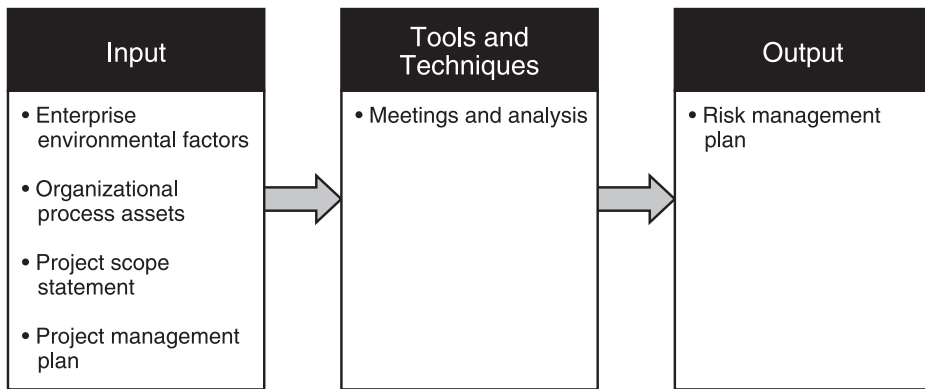 Input
• Enterprise
environmental factors
• Organizational
process assets
• Project scope
statement
• Project management
plan
Tools and
Techniques
• Meetings and analysis
Output
• Risk management
plan